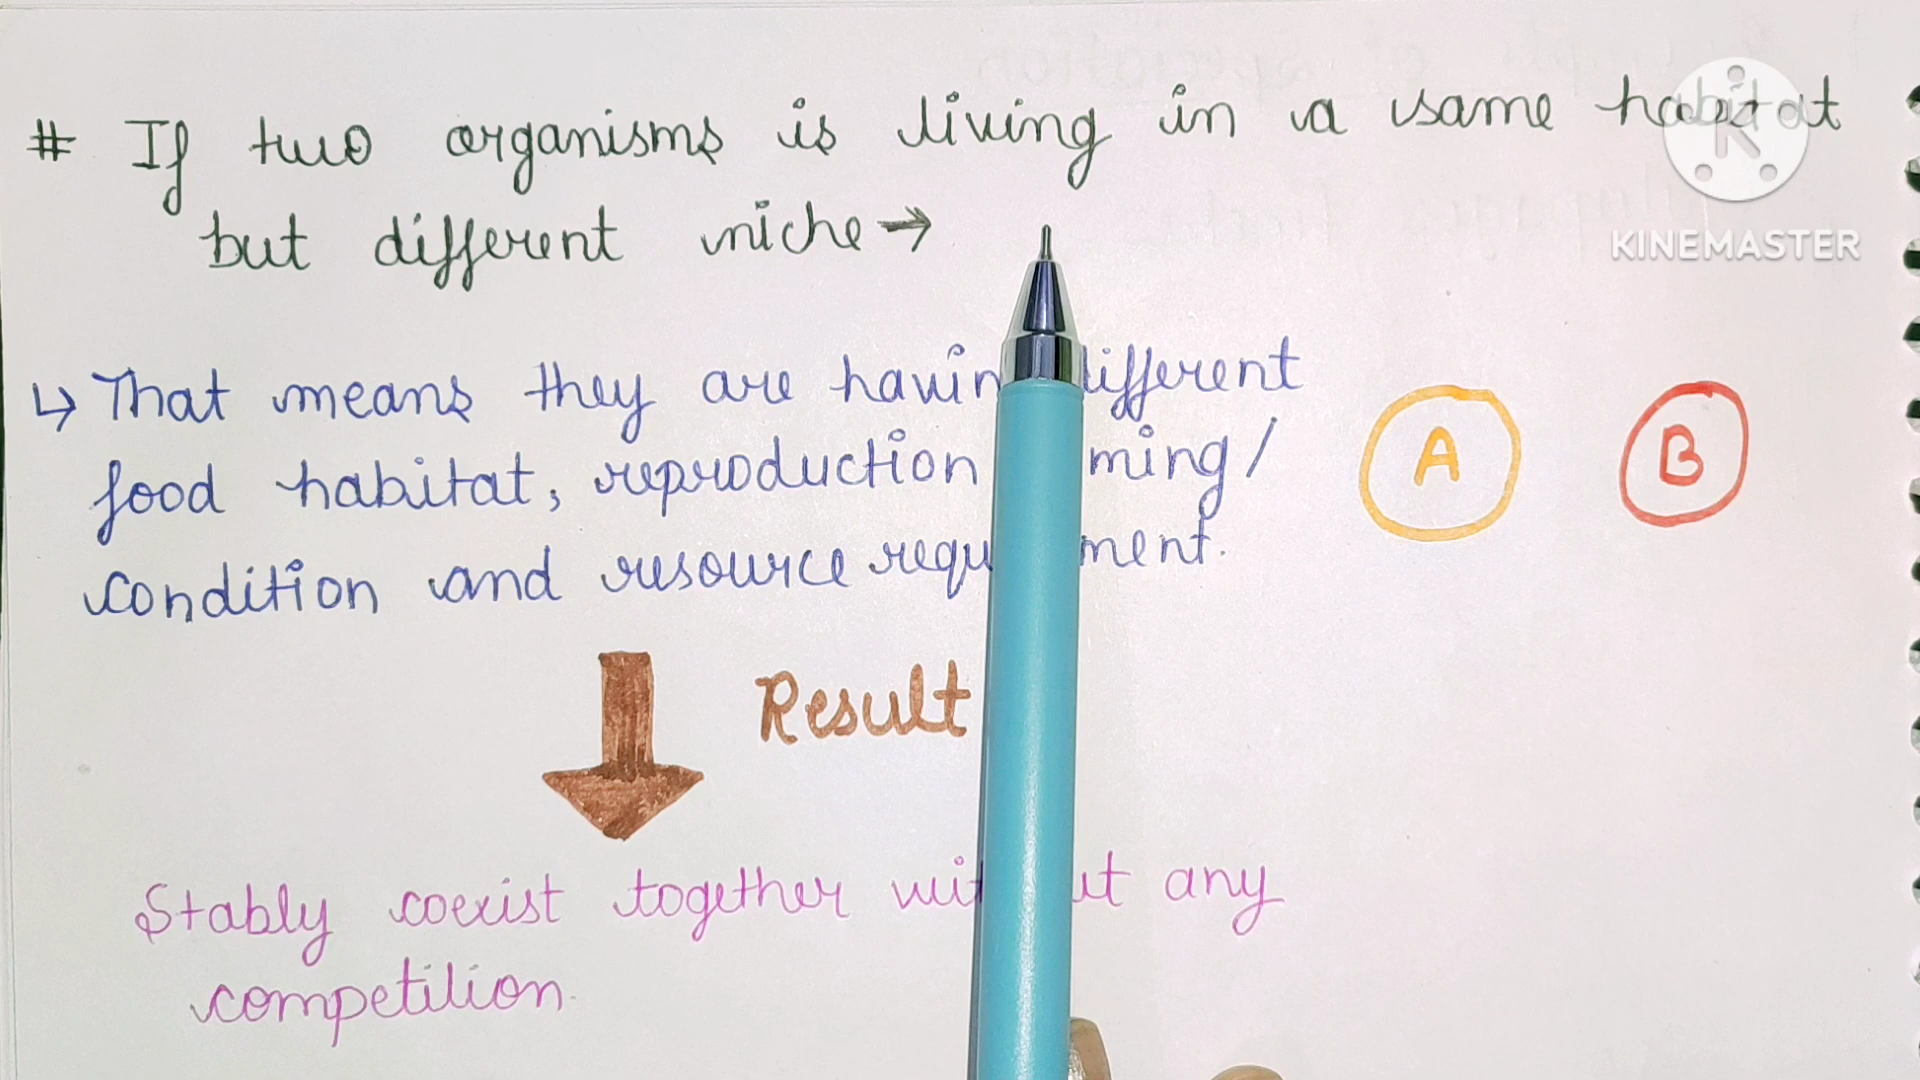 # If two organisms is living in a same habitat
but different niche →
↳ That means they are havin different
food habitat, reproduction ming/
condition and resource requ ment.
Result
Stably coexist together wit ut any
competition.
A
B
K
KINEMASTER